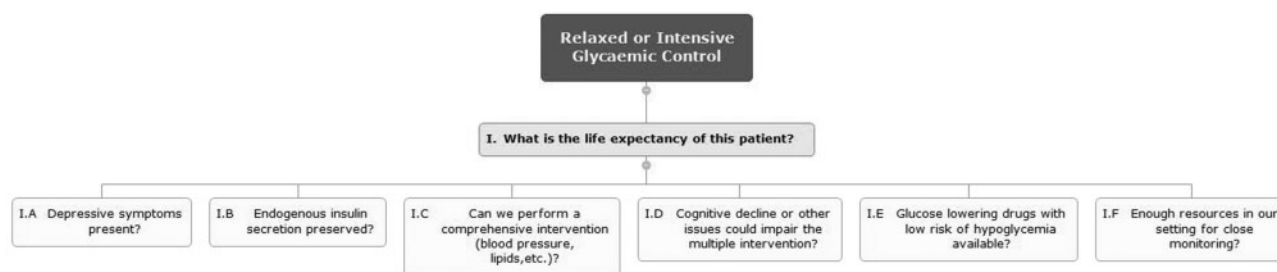 Relaxed or Intensive
Glycaemic Control
I. What is the life expectancy of this patient?
I.A Depressive symptoms
present?
I.B Endogenous insulin
secretion preserved?
I.C Can we perform a
comprehensive intervention
(blood pressure,
lipids,etc.)?
I.D Cognitive decline or other
issues could impair the
multiple intervention?
I.E Glucose lowering drugs with
low risk of hypoglycemia
available?
I.F Enough resources in our
setting for close
monitoring?